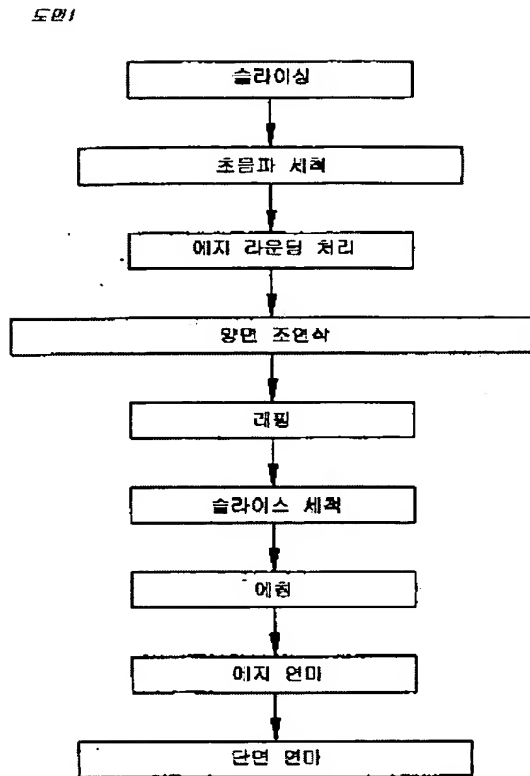 도면1
슬라이싱
초음파 세척
에지 라운딩 처리
양면 조연삭
래핑
슬라이스 세척
에칭
에지 연마
단면 연마